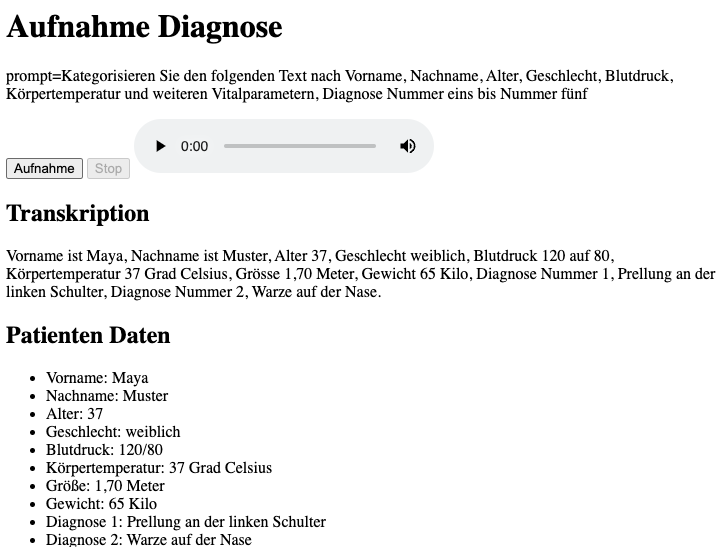 Aufnahme Diagnose
prompt=Kategorisieren Sie den folgenden Text nach Vorname, Nachname, Alter, Geschlecht, Blutdruck,
Körpertemperatur und weiteren Vitalparametern, Diagnose Nummer eins bis Nummer fünf
Aufnahme Stop 0:00
Transkription
Vorname ist Maya, Nachname ist Muster, Alter 37, Geschlecht weiblich, Blutdruck 120 auf 80,
Körpertemperatur 37 Grad Celsius, Grösse 1,70 Meter, Gewicht 65 Kilo, Diagnose Nummer 1, Prellung an der
linken Schulter, Diagnose Nummer 2, Warze auf der Nase.
Patienten Daten
• Vorname: Maya
• Nachname: Muster
• Alter: 37
• Geschlecht: weiblich
• Blutdruck: 120/80
• Körpertemperatur: 37 Grad Celsius
• Größe: 1,70 Meter
• Gewicht: 65 Kilo
• Diagnose 1: Prellung an der linken Schulter
• Diagnose 2: Warze auf der Nase